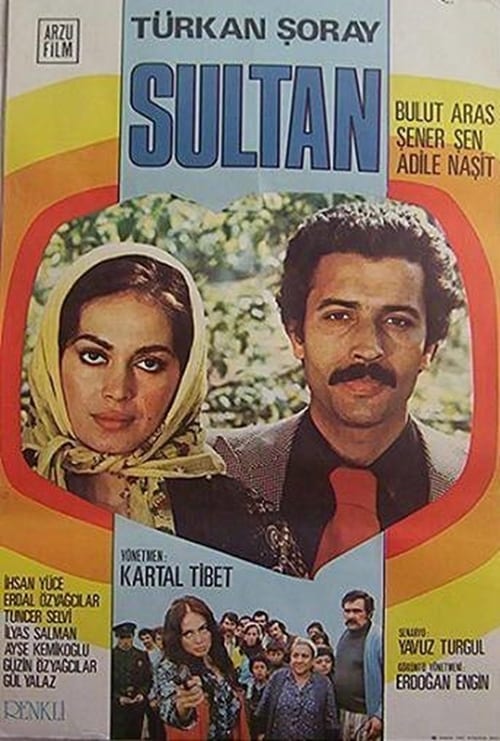 ARZU
FİLM
TÜRKAN ŞORAY
SULTAN
BULUT ARAS
ŞENER ŞEN
ADİLE NAŞİT
YÖNETMEN:
KARTAL TİBET
İHSAN YÜCE
ERDAL ÖZYAĞCILAR
TUNCER SELVİ
İLYAS SALMAN
AYŞE KEMİKOĞLU
GÜZİN ÖZYAĞCILAR
GÜL YALAZ
RENKLİ
SENARYO:
YAVUZ TURGUL
GÖRÜNTÜ YÖNETMENİ:
ERDOĞAN ENGİN